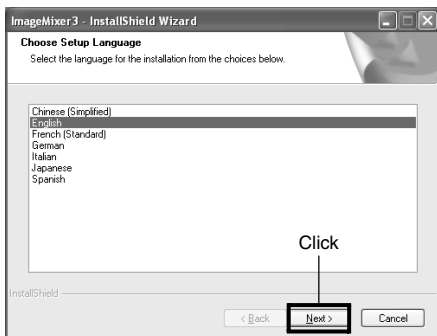 ImageMixer3 - InstallShield Wizard
Choose Setup Language
Select the language for the installation from the choices below.
Chinese (Simplified)
English
French (Standard)
German
Italian
Japanese
Spanish
Click
InstallShield
< Back Next > Cancel